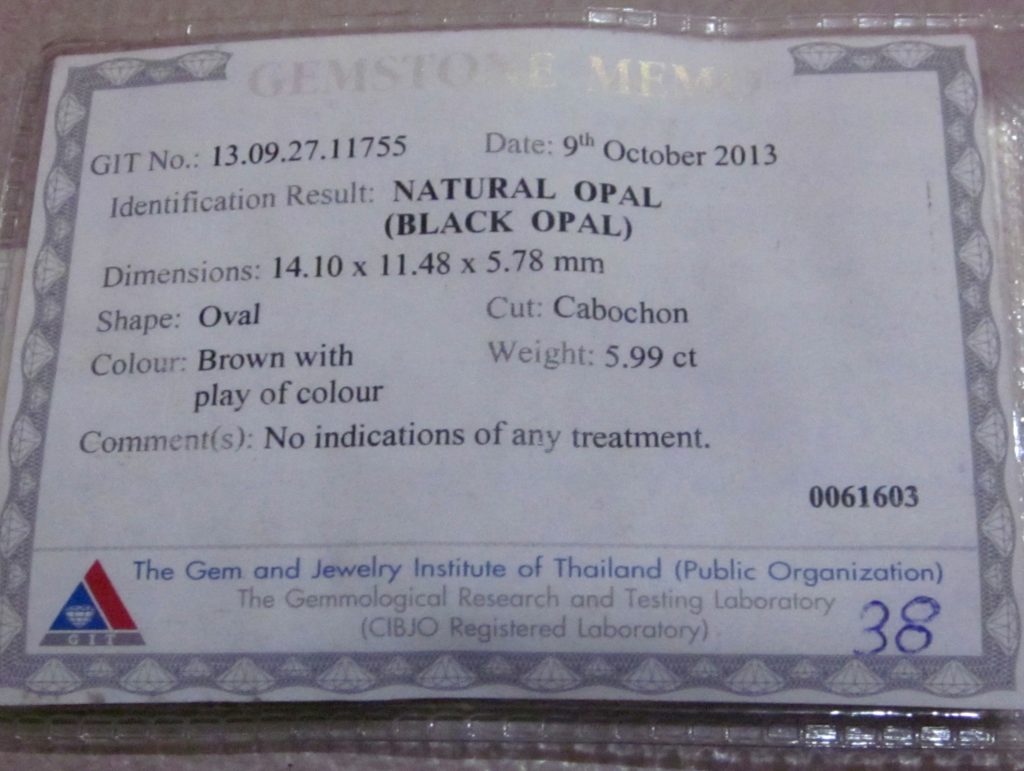 GEMSTONE MEMO
GIT No.: 13.09.27.11755 Date: 9th October 2013
Identification Result: NATURAL OPAL
(BLACK OPAL)
Dimensions: 14.10 x 11.48 x 5.78 mm
Shape: Oval Cut: Cabochon
Colour: Brown with Weight: 5.99 ct
play of colour
Comment(s): No indications of any treatment.
0061603
The Gem and Jewelry Institute of Thailand (Public Organization)
The Gemmological Research and Testing Laboratory
(CIBJO Registered Laboratory)
38
GIT